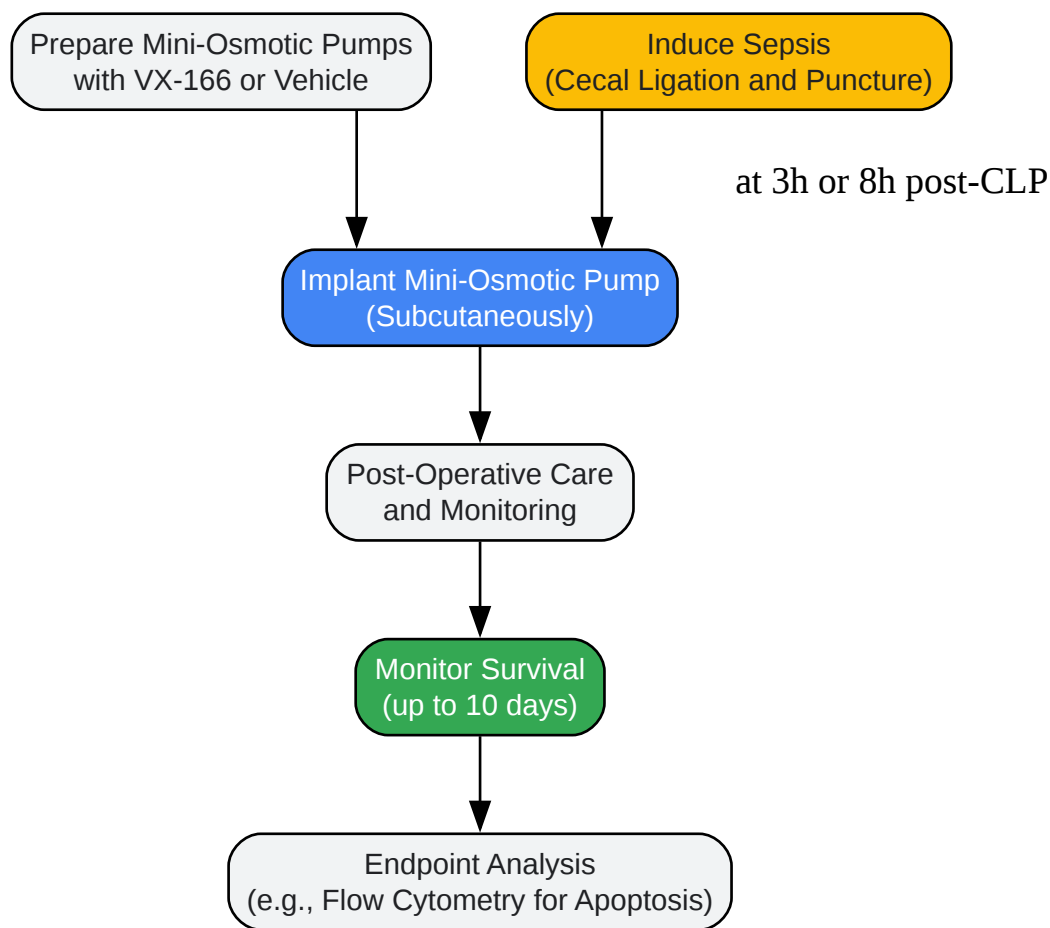 Prepare Mini-Osmotic Pumps
with VX-166 or Vehicle
Induce Sepsis
(Cecal Ligation and Puncture)
at 3h or 8h post-CLP
Implant Mini-Osmotic Pump
(Subcutaneously)
Post-Operative Care
and Monitoring
Monitor Survival
(up to 10 days)
Endpoint Analysis
(e.g., Flow Cytometry for Apoptosis)